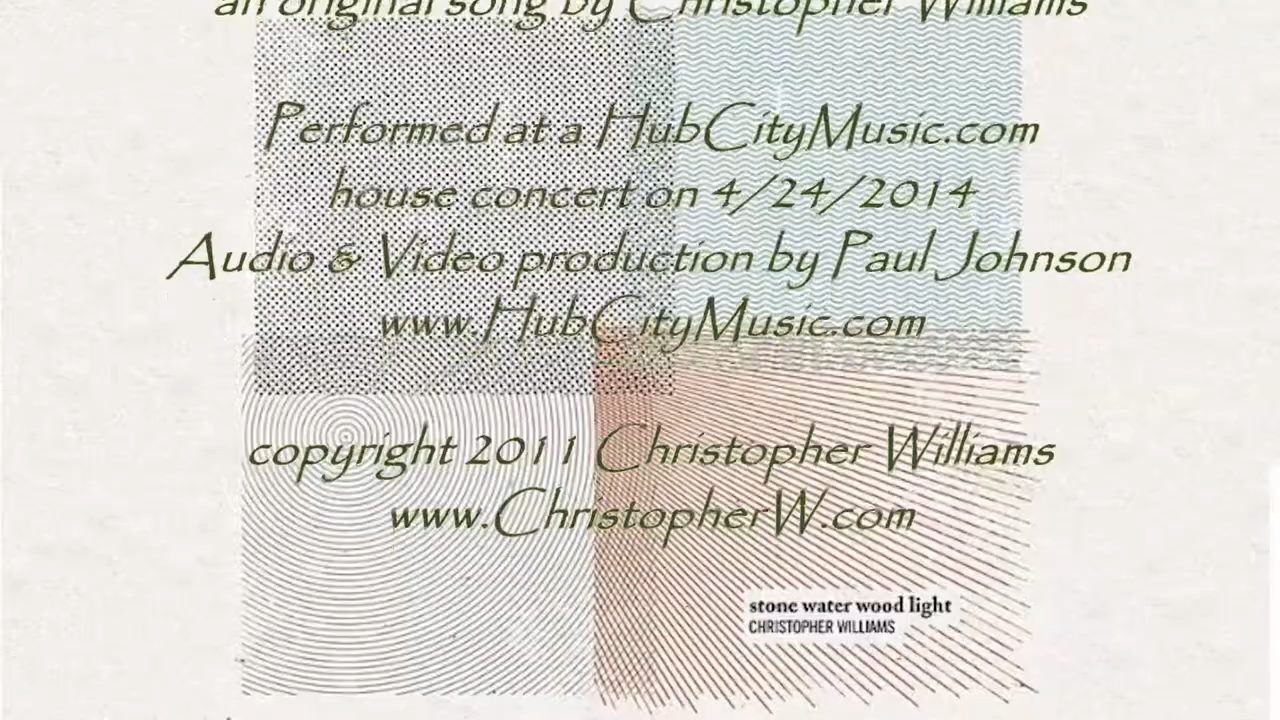 an original song by Christopher Williams
Performed at a HubCityMusic.com
house concert on 4/24/2014
Audio & Video production by Paul Johnson
www.HubCityMusic.com
copyright 2011 Christopher Williams
www.ChristopherW.com
stone water wood light
CHRISTOPHER WILLIAMS